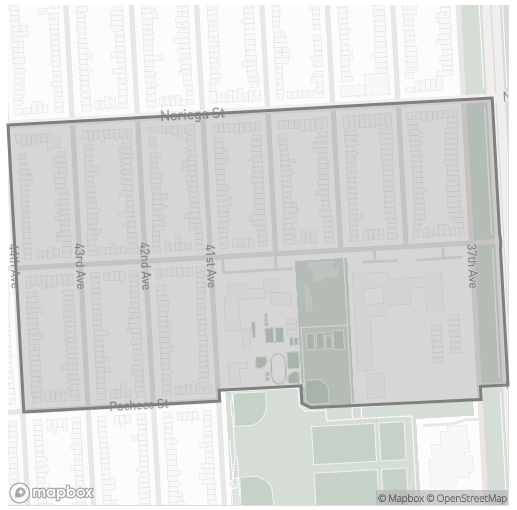 Noriega St
44th Ave
43rd Ave
42nd Ave
41st Ave
37th Ave
Pacheco St
mapbox
© Mapbox © OpenStreetMap